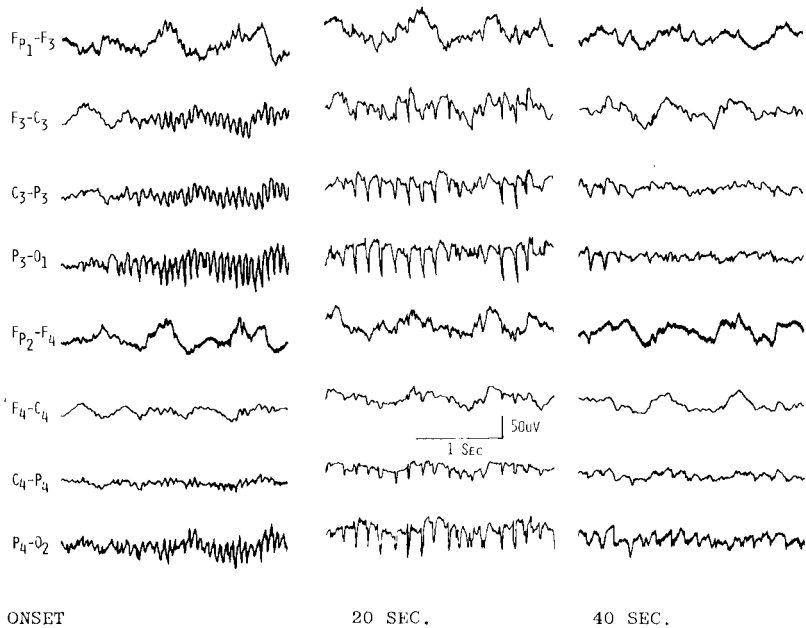 FP1-F3
F3-C3
C3-P3
P3-O1
FP2-F4
F4-C4
50uV
1 SEC
C4-P4
P4-O2
ONSET 20 SEC. 40 SEC.